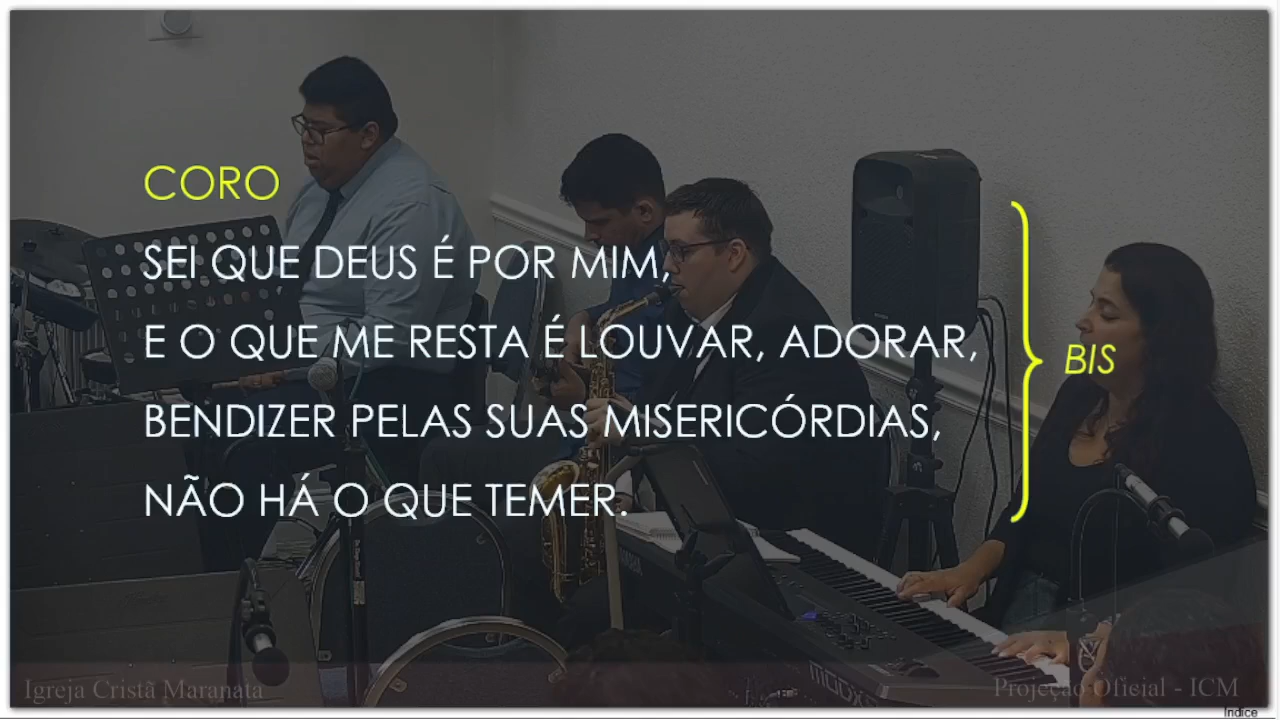 CORO
SEI QUE DEUS É POR MIM,
E O QUE ME RESTA É LOUVAR, ADORAR,
BENDIZER PELAS SUAS MISERICÓRDIAS,
NÃO HÁ O QUE TEMER.
BIS
MODX8
Igreja Cristã Maranata
Projeção Oficial - ICM
Índice